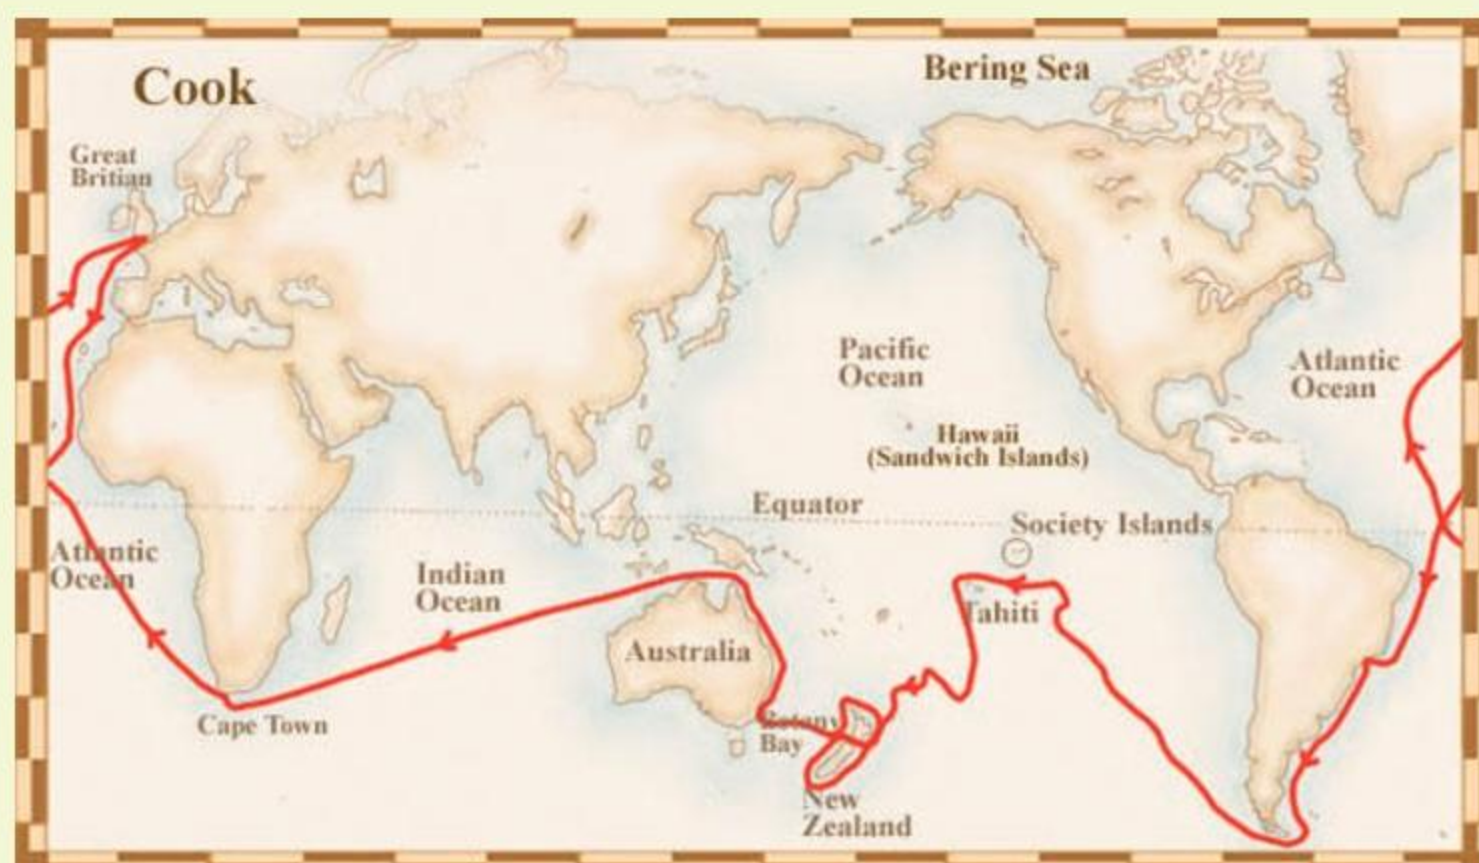 Cook
Bering Sea
Great
Britian
Pacific
Ocean
Atlantic
Ocean
Hawaii
(Sandwich Islands)
Equator
Society Islands
Atlantic
Ocean
Indian
Ocean
Tahiti
Australia
Cape Town
Botany
Bay
New
Zealand